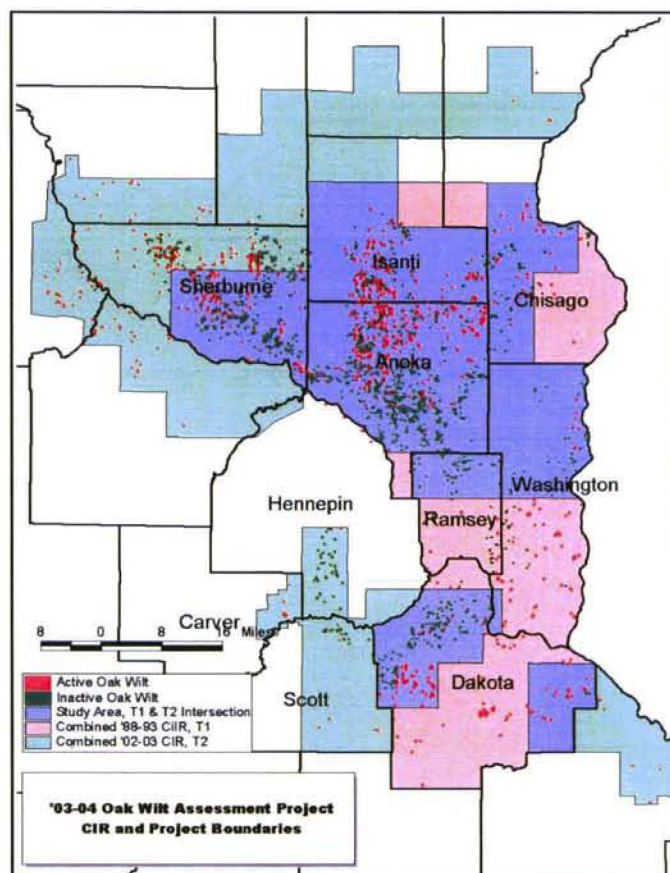 Isanti
Sherburne
Chisago
Anoka
Washington
Hennepin
Ramsey
Carver
8 0 8 16 Miles
Scott
Dakota
Active Oak Wilt
Inactive Oak Wilt
Study Area, T1 & T2 Intersection
Combined '88-93 CIR, T1
Combined '02-03 CIR, T2
'03-04 Oak Wilt Assessment Project
CIR and Project Boundaries